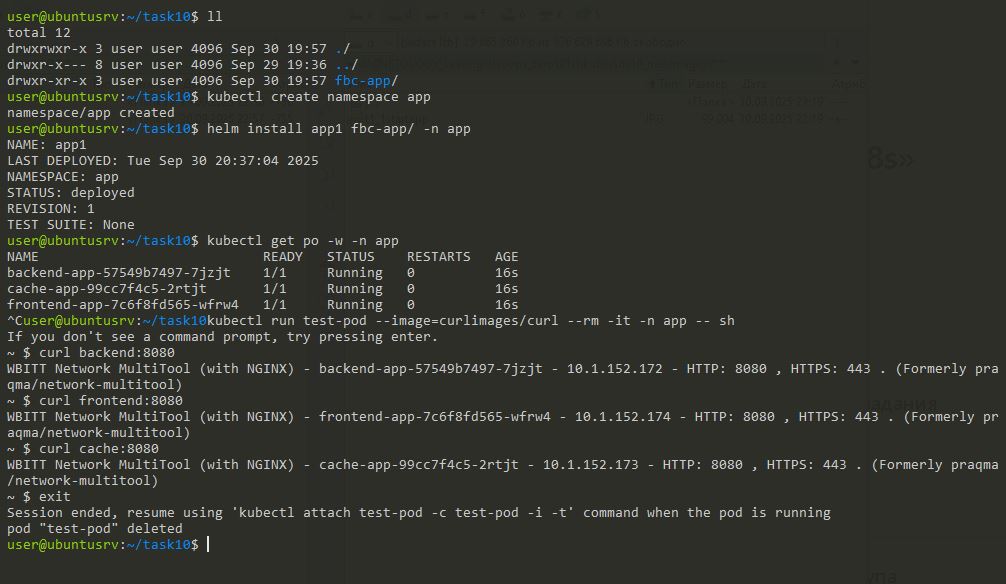 user@ubuntusrv:~/task10$ ll
total 12
drwxrwxr-x 3 user user 4096 Sep 30 19:57 ./
drwxr-x--- 8 user user 4096 Sep 29 19:36 ../
drwxr-xr-x 3 user user 4096 Sep 30 19:57 fbc-app/
user@ubuntusrv:~/task10$ kubectl create namespace app
namespace/app created
user@ubuntusrv:~/task10$ helm install app1 fbc-app/ -n app
NAME: app1
LAST DEPLOYED: Tue Sep 30 20:37:04 2025
NAMESPACE: app
STATUS: deployed
REVISION: 1
TEST SUITE: None
user@ubuntusrv:~/task10$ kubectl get po -w -n app
NAME READY STATUS RESTARTS AGE
backend-app-57549b7497-7jzjt 1/1 Running 0 16s
cache-app-99cc7f4c5-2rtjt 1/1 Running 0 16s
frontend-app-7c6f8fd565-wfrw4 1/1 Running 0 16s
^Cuser@ubuntusrv:~/task10kubectl run test-pod --image=curlimages/curl --rm -it -n app -- sh
If you don't see a command prompt, try pressing enter.
~ $ curl backend:8080
WBITT Network MultiTool (with NGINX) - backend-app-57549b7497-7jzjt - 10.1.152.172 - HTTP: 8080 , HTTPS: 443 . (Formerly pra
qma/network-multitool)
~ $ curl frontend:8080
WBITT Network MultiTool (with NGINX) - frontend-app-7c6f8fd565-wfrw4 - 10.1.152.174 - HTTP: 8080 , HTTPS: 443 . (Formerly pr
aqma/network-multitool)
~ $ curl cache:8080
WBITT Network MultiTool (with NGINX) - cache-app-99cc7f4c5-2rtjt - 10.1.152.173 - HTTP: 8080 , HTTPS: 443 . (Formerly praqma
/network-multitool)
~ $ exit
Session ended, resume using 'kubectl attach test-pod -c test-pod -i -t' command when the pod is running
pod "test-pod" deleted
user@ubuntusrv:~/task10$
8s»